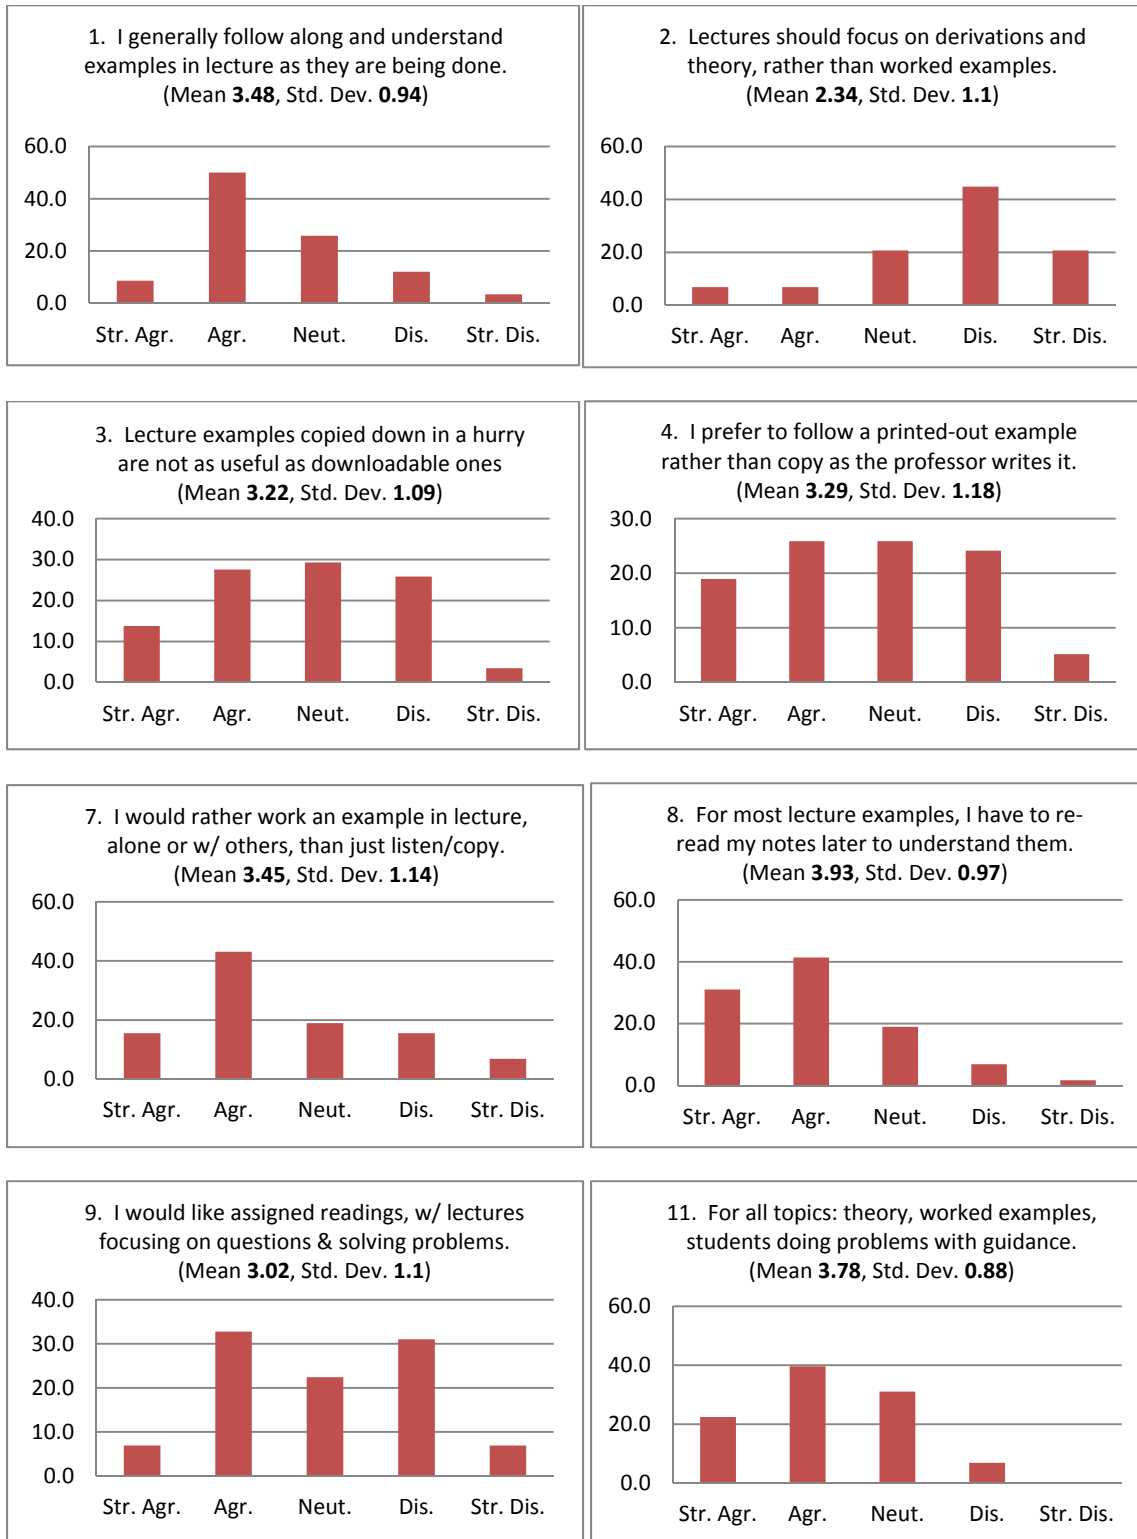 1. I generally follow along and understand
examples in lecture as they are being done.
(Mean 3.48, Std. Dev. 0.94)
60.0
40.0
20.0
0.0
Str. Agr. Agr. Neut. Dis. Str. Dis.
2. Lectures should focus on derivations and
theory, rather than worked examples.
(Mean 2.34, Std. Dev. 1.1)
60.0
40.0
20.0
0.0
Str. Agr. Agr. Neut. Dis. Str. Dis.
3. Lecture examples copied down in a hurry
are not as useful as downloadable ones
(Mean 3.22, Std. Dev. 1.09)
40.0
30.0
20.0
10.0
0.0
Str. Agr. Agr. Neut. Dis. Str. Dis.
4. I prefer to follow a printed-out example
rather than copy as the professor writes it.
(Mean 3.29, Std. Dev. 1.18)
30.0
20.0
10.0
0.0
Str. Agr. Agr. Neut. Dis. Str. Dis.
7. I would rather work an example in lecture,
alone or w/ others, than just listen/copy.
(Mean 3.45, Std. Dev. 1.14)
60.0
40.0
20.0
0.0
Str. Agr. Agr. Neut. Dis. Str. Dis.
8. For most lecture examples, I have to re-
read my notes later to understand them.
(Mean 3.93, Std. Dev. 0.97)
60.0
40.0
20.0
0.0
Str. Agr. Agr. Neut. Dis. Str. Dis.
9. I would like assigned readings, w/ lectures
focusing on questions & solving problems.
(Mean 3.02, Std. Dev. 1.1)
40.0
30.0
20.0
10.0
0.0
Str. Agr. Agr. Neut. Dis. Str. Dis.
11. For all topics: theory, worked examples,
students doing problems with guidance.
(Mean 3.78, Std. Dev. 0.88)
60.0
40.0
20.0
0.0
Str. Agr. Agr. Neut. Dis. Str. Dis.